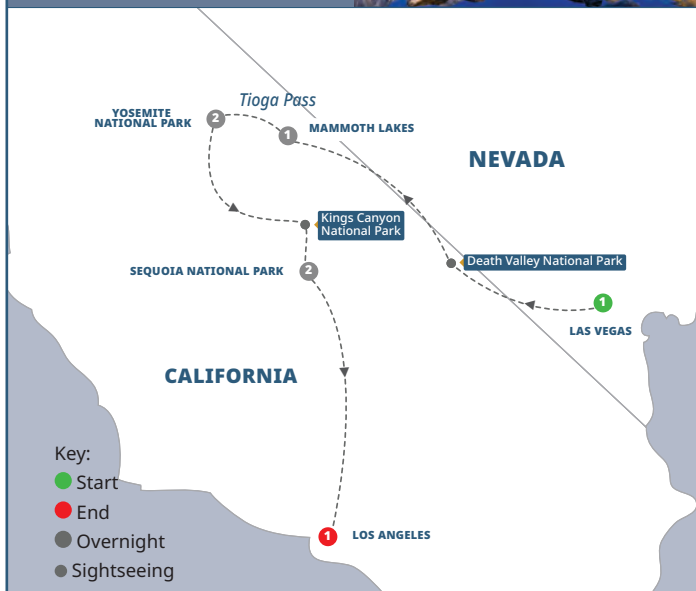 Tioga Pass
YOSEMITE
NATIONAL PARK
2
1
MAMMOTH LAKES
NEVADA
Kings Canyon
National Park
Death Valley National Park
SEQUOIA NATIONAL PARK
2
1
LAS VEGAS
CALIFORNIA
Key:
Start
End
Overnight
Sightseeing
1
LOS ANGELES